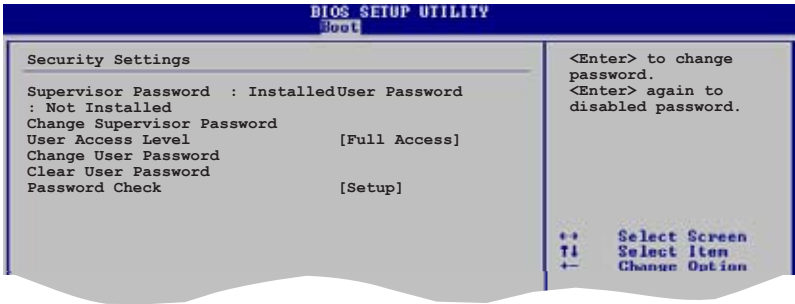 BIOS SETUP UTILITY
Boot
Security Settings
Supervisor Password : InstalledUser Password
: Not Installed
Change Supervisor Password
User Access Level [Full Access]
Change User Password
Clear User Password
Password Check [Setup]
<Enter> to change
password.
<Enter> again to
disabled password.
←→ Select Screen
↑↓ Select Item
+- Change Option